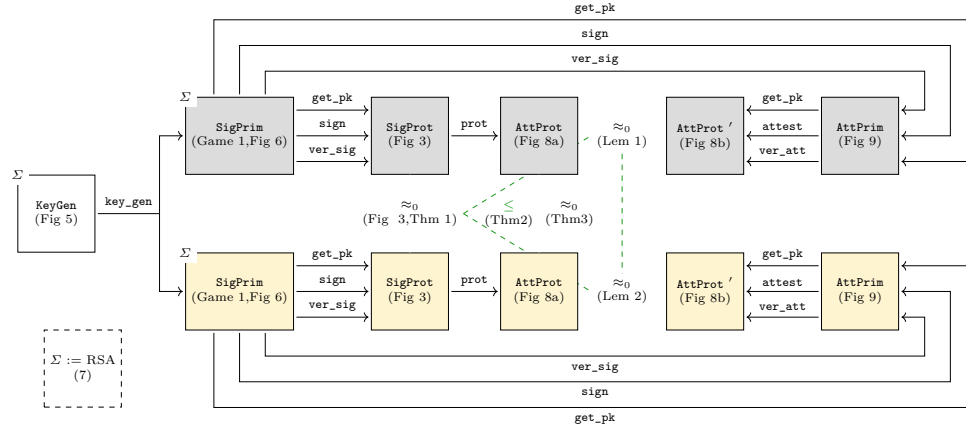 get_pk
sign
ver_sig
Σ
SigPrim
(Game 1,Fig 6)
get_pk
sign
ver_sig
SigProt
(Fig 3)
prot
AttProt
(Fig 8a)
≈₀
(Lem 1)
AttProt ′
(Fig 8b)
get_pk
attest
ver_att
AttPrim
(Fig 9)
Σ
KeyGen
(Fig 5)
key_gen
≈₀
(Fig 3,Thm 1)
≤
(Thm2)
≈₀
(Thm3)
Σ
SigPrim
(Game 1,Fig 6)
get_pk
sign
ver_sig
SigProt
(Fig 3)
prot
AttProt
(Fig 8a)
≈₀
(Lem 2)
AttProt ′
(Fig 8b)
get_pk
attest
ver_att
AttPrim
(Fig 9)
Σ := RSA
(7)
ver_sig
sign
get_pk